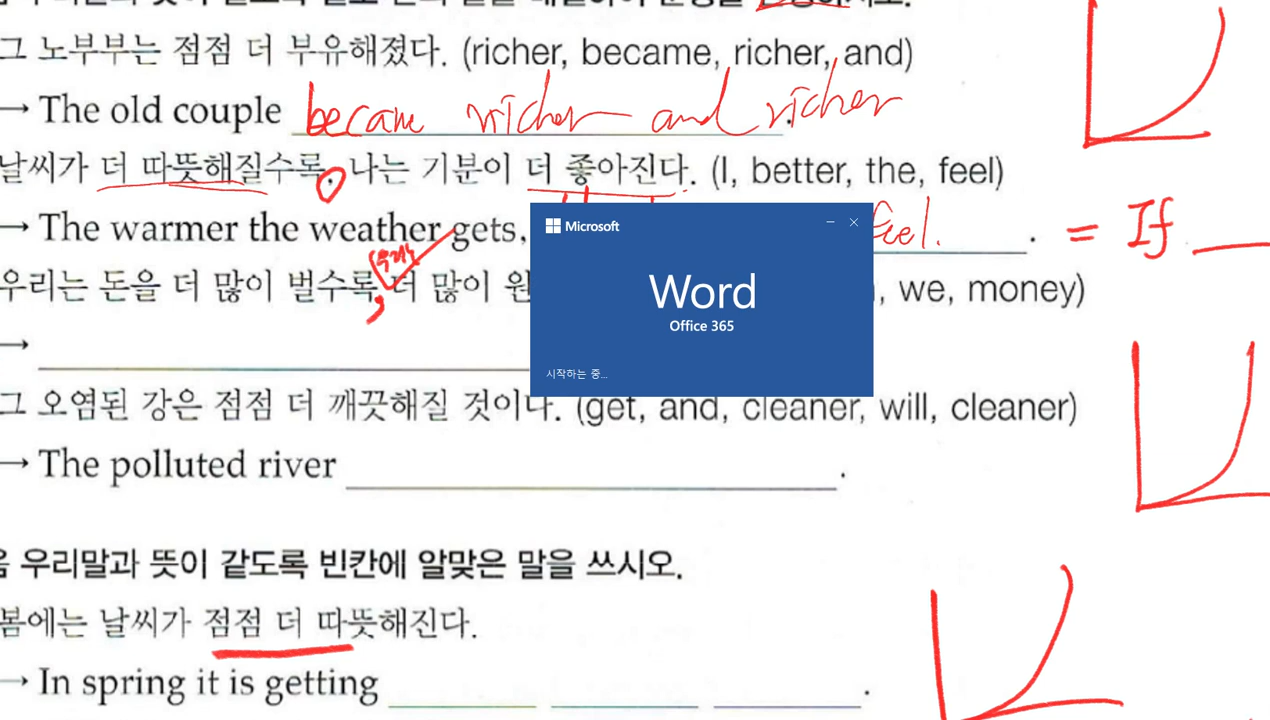 그 노부부는 점점 더 부유해졌다. (richer, became, richer, and)
→ The old couple became richer and richer.
날씨가 더 따뜻해질수록, 나는 기분이 더 좋아진다. (I, better, the, feel)
→ The warmer the weather gets, feel. . = If
우리는 돈을 더 많이 벌수록, 더 많이 원 , we, money)
→
Microsoft
Word
Office 365
시작하는 중...
그 오염된 강은 점점 더 깨끗해질 것이다. (get, and, cleaner, will, cleaner)
→ The polluted river .
음 우리말과 뜻이 같도록 빈칸에 알맞은 말을 쓰시오.
봄에는 날씨가 점점 더 따뜻해진다.
→ In spring it is getting .